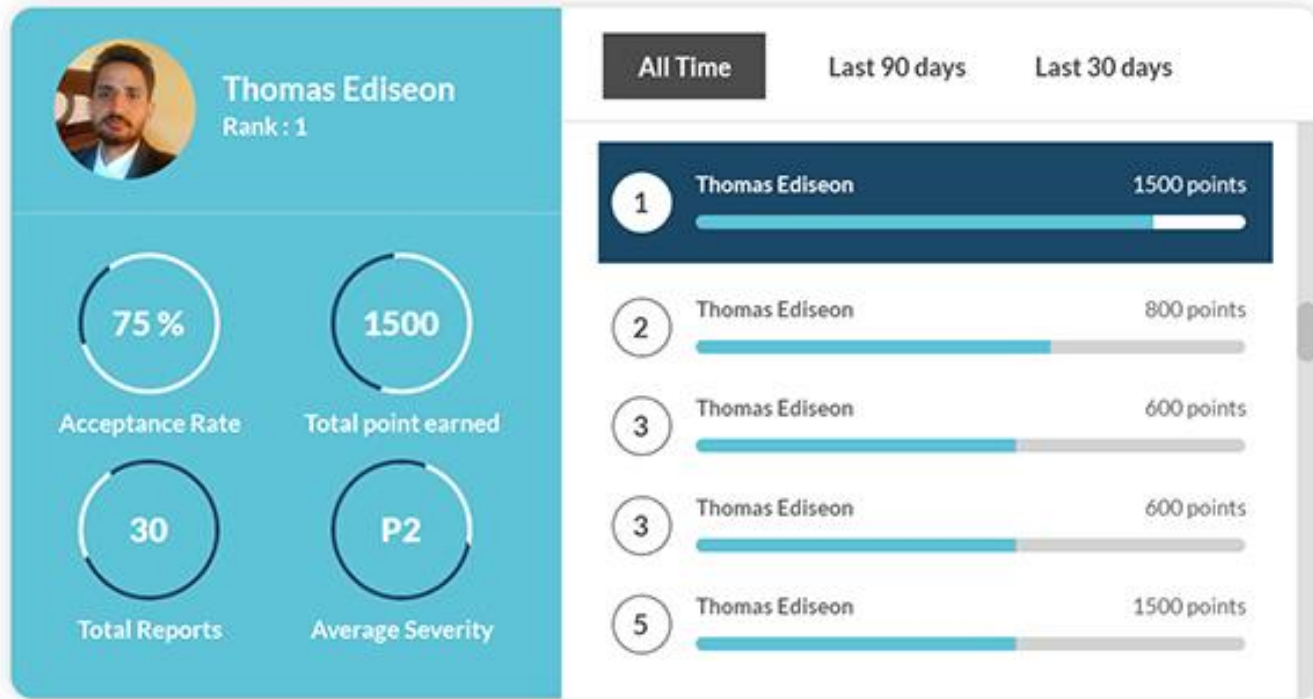 Thomas Ediseon
Rank : 1
75 %
1500
Acceptance Rate
Total point earned
30
P2
Total Reports
Average Severity
All Time
Last 90 days
Last 30 days
1
Thomas Ediseon
1500 points
2
Thomas Ediseon
800 points
3
Thomas Ediseon
600 points
3
Thomas Ediseon
600 points
5
Thomas Ediseon
1500 points